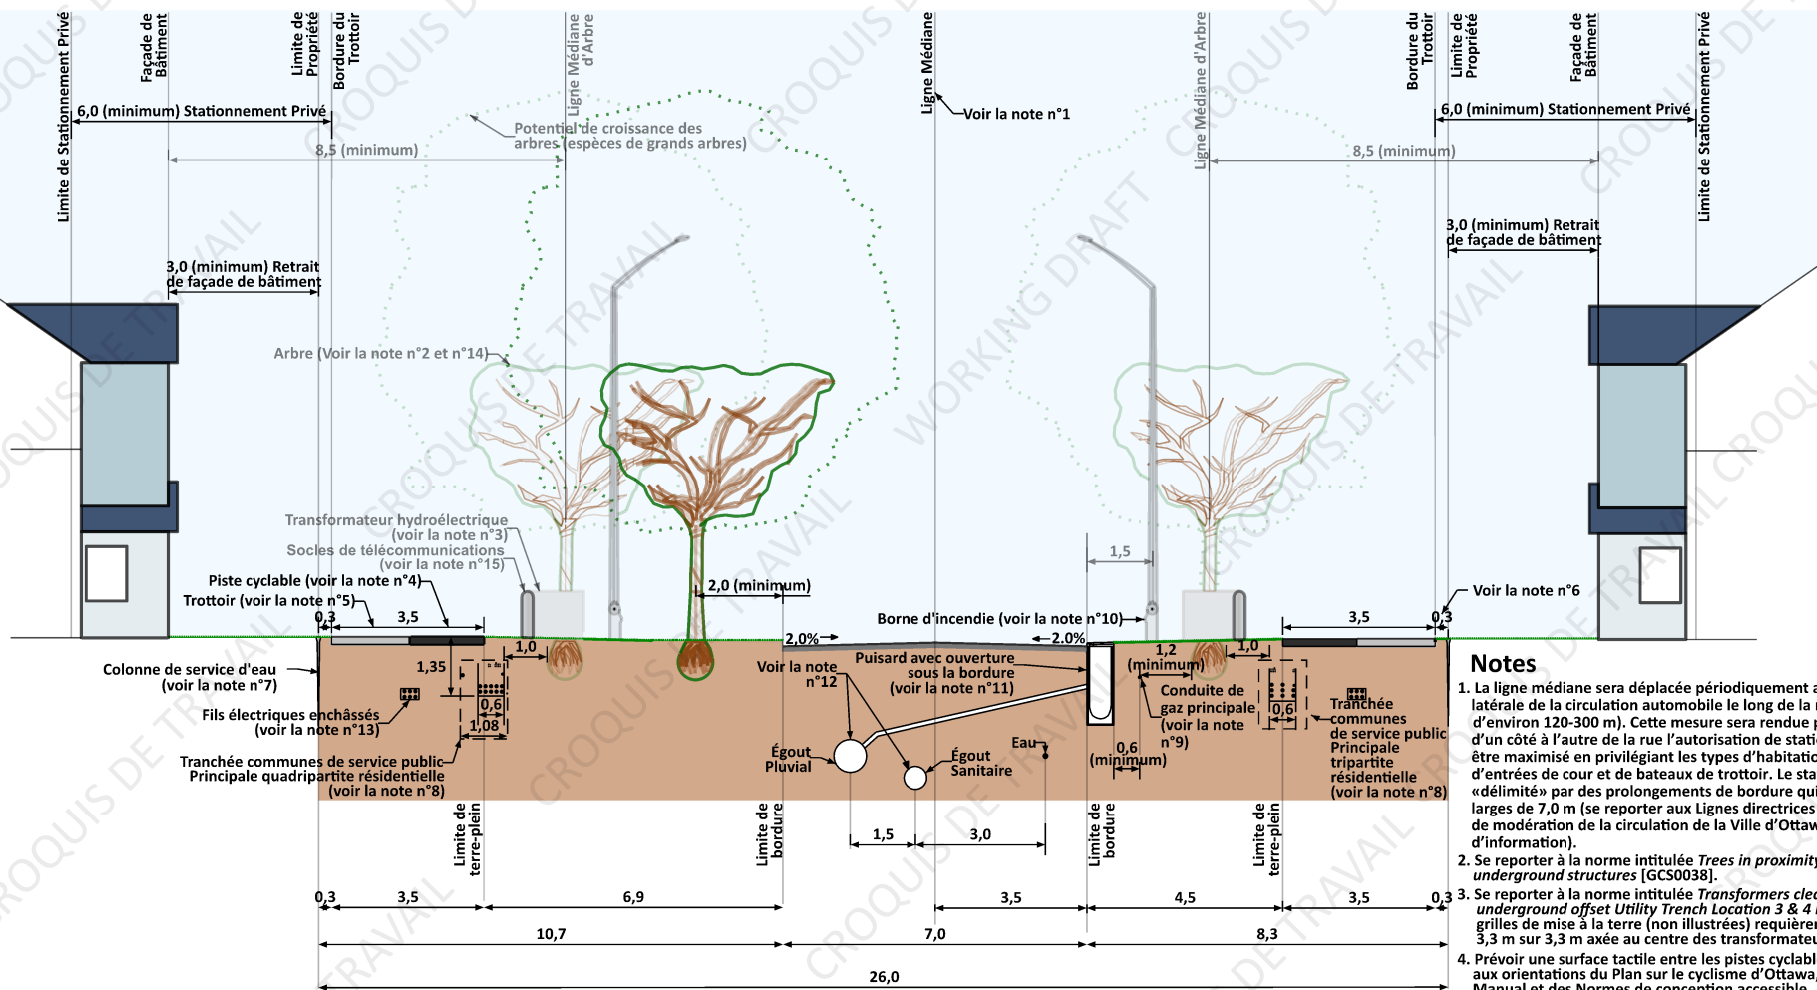 Limite de Stationnement Privé
Façade de
Bâtiment
Limite de
Propriété
Bordure du
Trottoir
Ligne Médiane
d'Arbre
Ligne Médiane
Ligne Médiane d'Arbre
Bordure du
Trottoir
Limite de
Propriété
Façade de
Bâtiment
Limite de Stationnement Privé
6,0 (minimum) Stationnement Privé
Voir la note n°1
6,0 (minimum) Stationnement Privé
Potentiel de croissance des
arbres (espèces de grands arbres)
8,5 (minimum)
8,5 (minimum)
3,0 (minimum) Retrait
de façade de bâtiment
3,0 (minimum) Retrait
de façade de bâtiment
Arbre (Voir la note n°2 et n°14)
Transformateur hydroélectrique
(voir la note n°3)
Socles de télécommunications
(voir la note n°15)
Piste cyclable (voir la note n°4)
Trottoir (voir la note n°5)
0,3
3,5
2,0 (minimum)
1,5
Borne d'incendie (voir la note n°10)
Voir la note n°6
3,5
0,3
2,0%
2.0%
1,35
1,0
Colonne de service d'eau
(voir la note n°7)
Fils électriques enchâssés
(voir la note n°13)
0,6
1,08
Tranchée communes de service public
Principale quadripartite résidentielle
(voir la note n°8)
Voir la note
n°12
Puisard avec ouverture
sous la bordure
(voir la note n°11)
Égout
Pluvial
Égout
Sanitaire
Eau
1,2
(minimum)
1,0
Conduite de
gaz principale
(voir la note
n°9)
0,6
(minimum)
0,6
Tranchée
communes
de service public
Principale
tripartite
résidentielle
(voir la note n°8)
Limite de
terre-plein
Limite de
bordure
Limite de
bordure
Limite de
terre-plein
1,5
3,0
0,3
3,5
6,9
3,5
4,5
3,5
0,3
10,7
7,0
8,3
26,0
Notes
1. La ligne médiane sera déplacée périodiquement
latérale de la circulation automobile le long de la
d'environ 120-300 m). Cette mesure sera rendue
d'un côté à l'autre de la rue l'autorisation de
être maximisé en privilégiant les types
d'entrées de cour et de bateaux de trottoir. Le
«délimité» par des prolongements de bordure
larges de 7,0 m (se reporter aux Lignes directrices
de modération de la circulation de la Ville
d'information).
2. Se reporter à la norme intitulée Trees in proximity
underground structures [GCS0038].
3. Se reporter à la norme intitulée Transformers
underground offset Utility Trench Location 3 & 4
grilles de mise à la terre (non illustrées)
3,3 m sur 3,3 m axée au centre des
4. Prévoir une surface tactile entre les pistes
aux orientations du Plan sur le cyclisme d'Ottawa,
Manual et des Normes de conception accessible
CROQUIS DE TRAVAIL
WORKING DRAFT